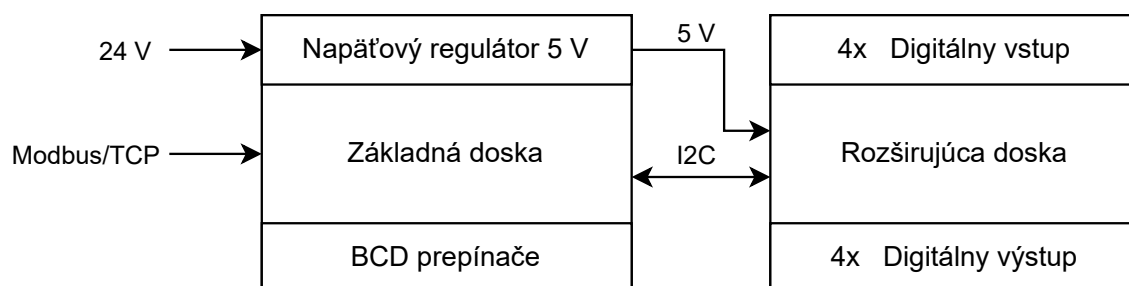 24 V
Napäťový regulátor 5 V
5 V
4x Digitálny vstup
Modbus/TCP
Základná doska
I2C
Rozširujúca doska
BCD prepínače
4x Digitálny výstup